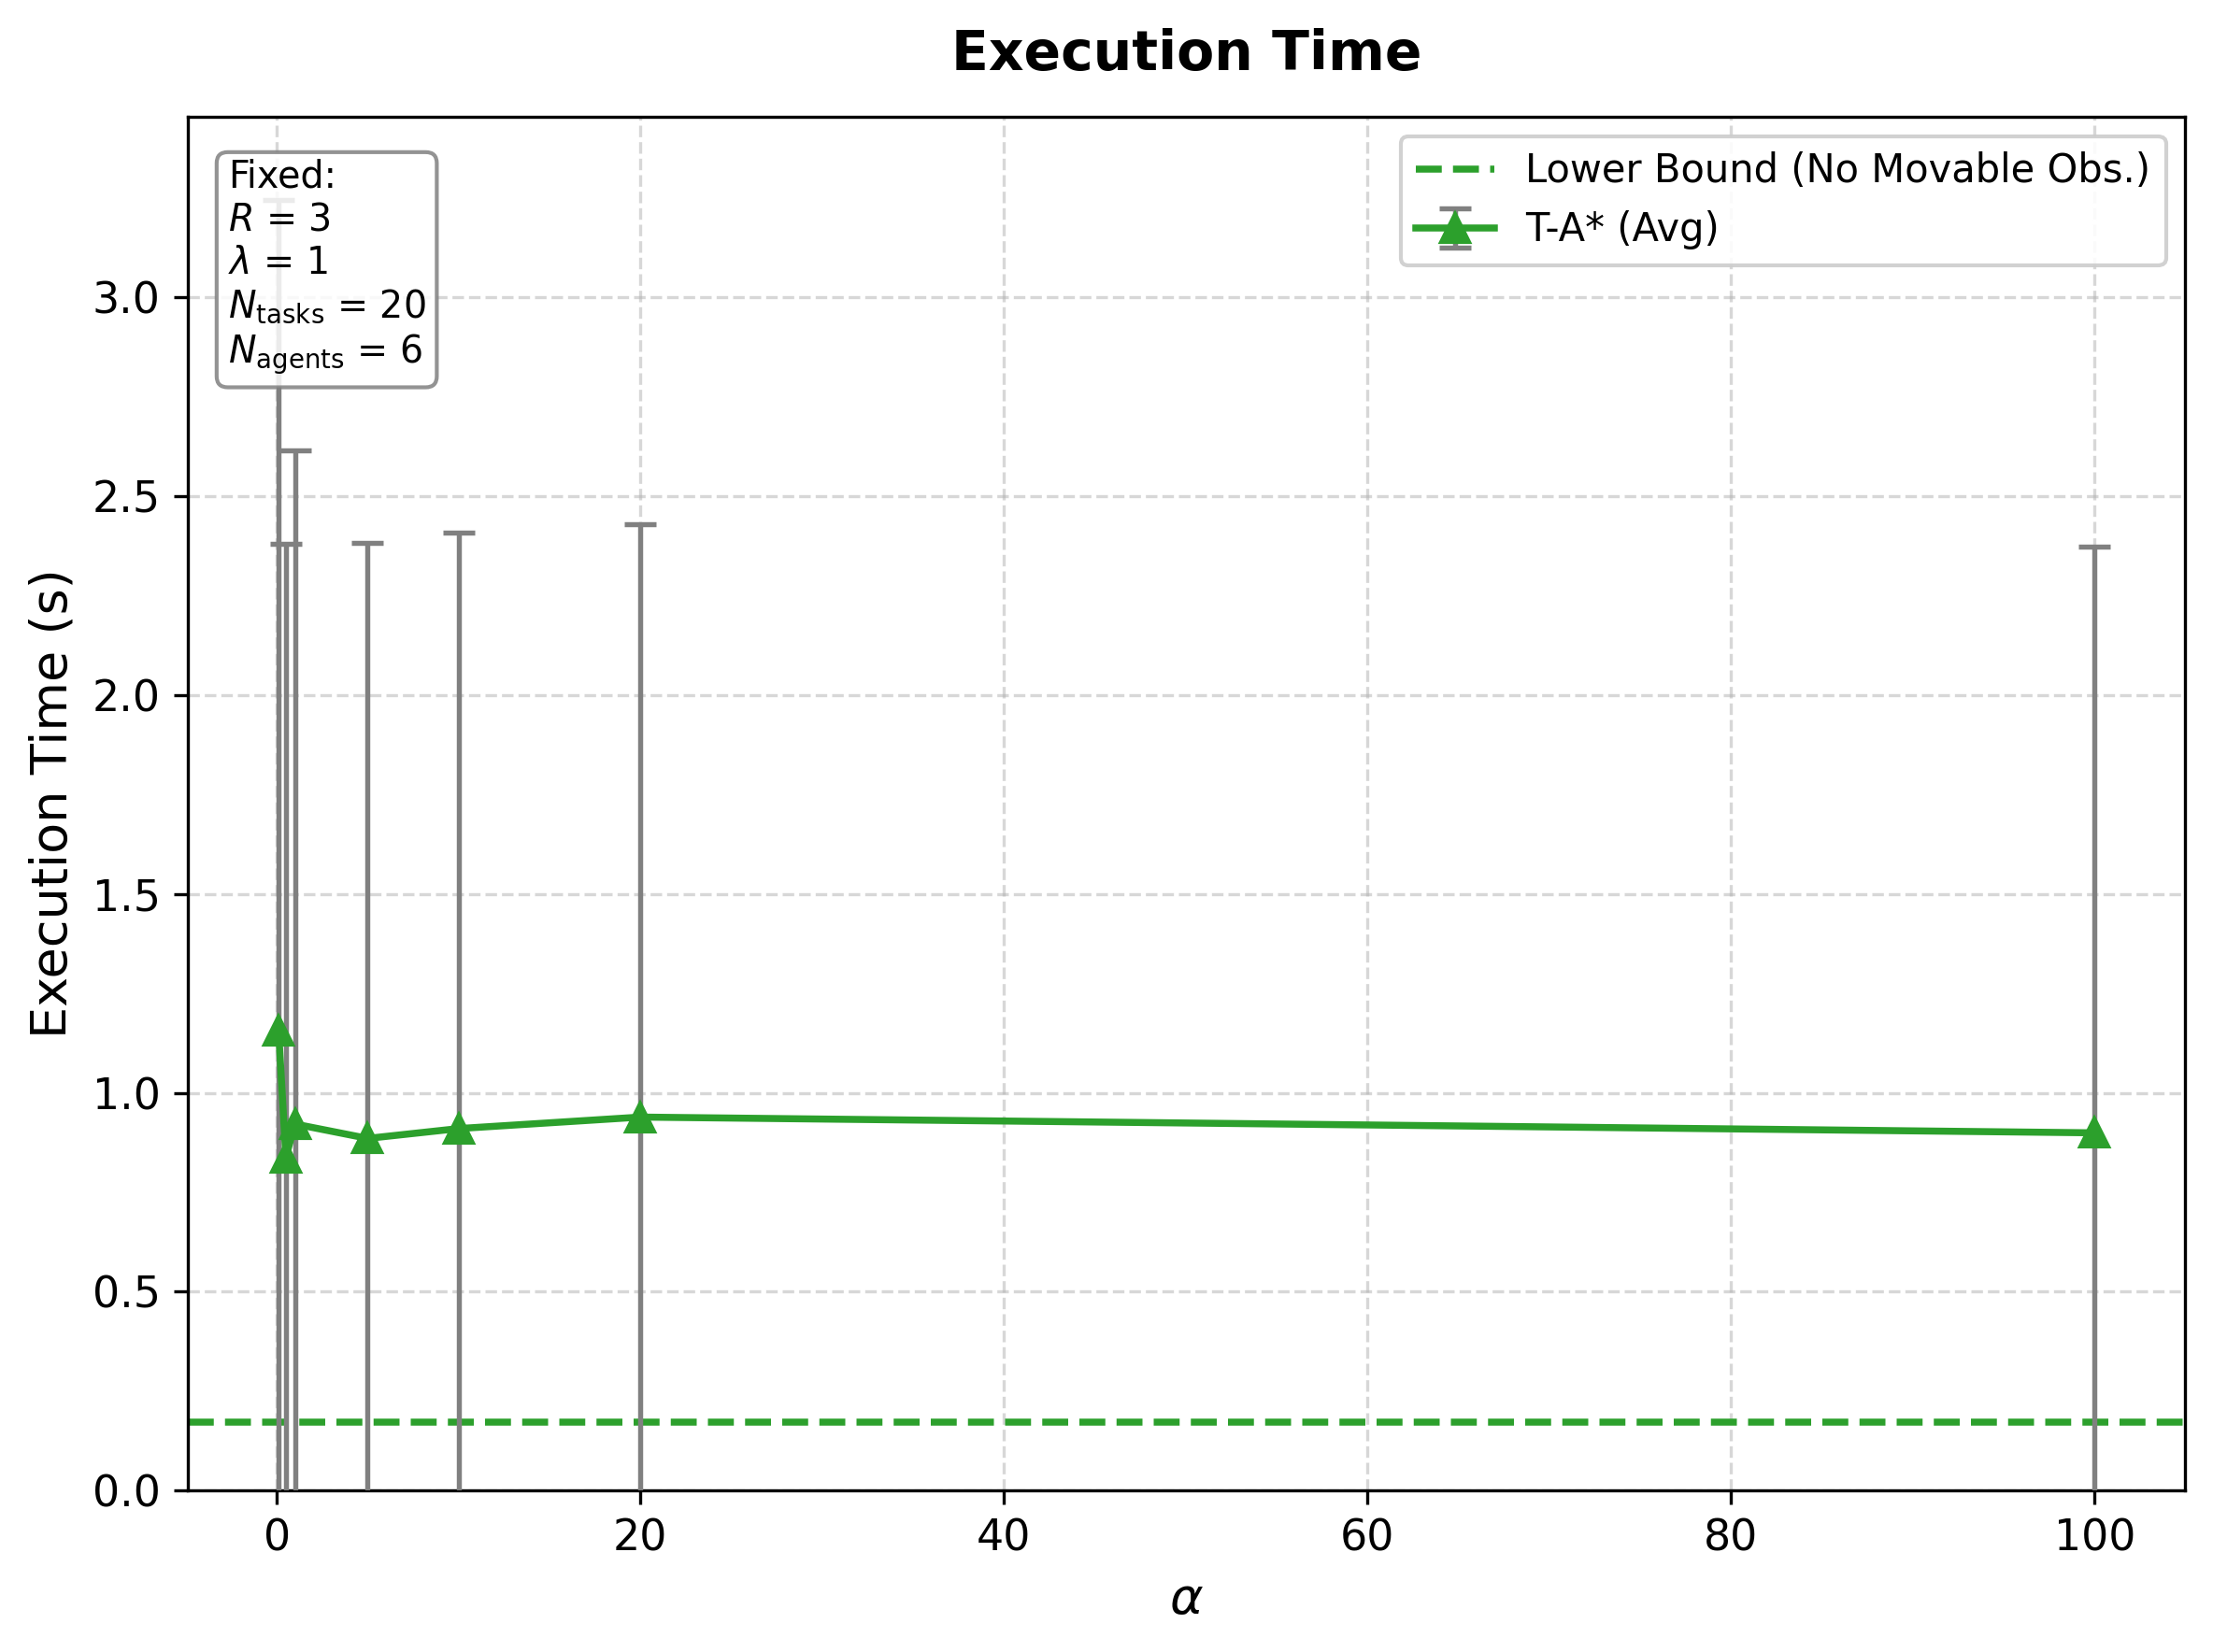 Execution Time
Fixed:
R = 3
λ = 1
N_tasks = 20
N_agents = 6
Lower Bound (No Movable Obs.)
T-A* (Avg)
Execution Time (s)
3.0
2.5
2.0
1.5
1.0
0.5
0.0
0 20 40 60 80 100
α